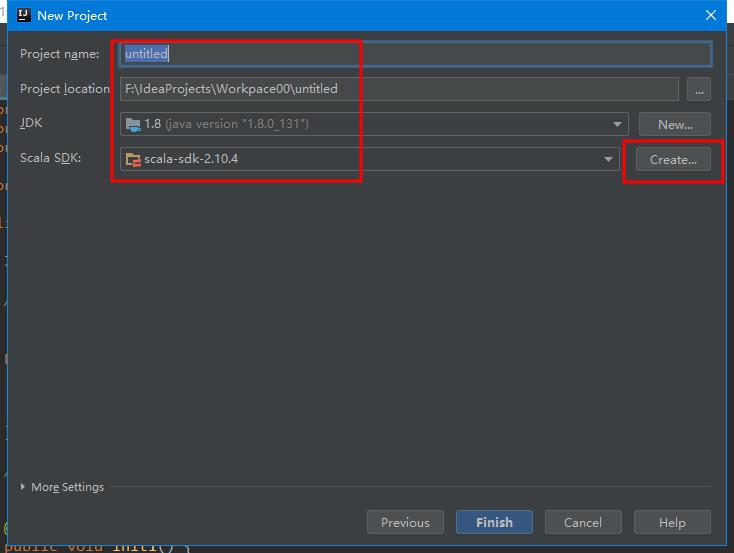 New Project
Project name: untitled
Project location F:\IdeaProjects\Workpace00\untitled ...
JDK 1.8 (java version "1.8.0_131") New...
Scala SDK: scala-sdk-2.10.4 Create...
More Settings
Previous Finish Cancel Help
public void init1() {